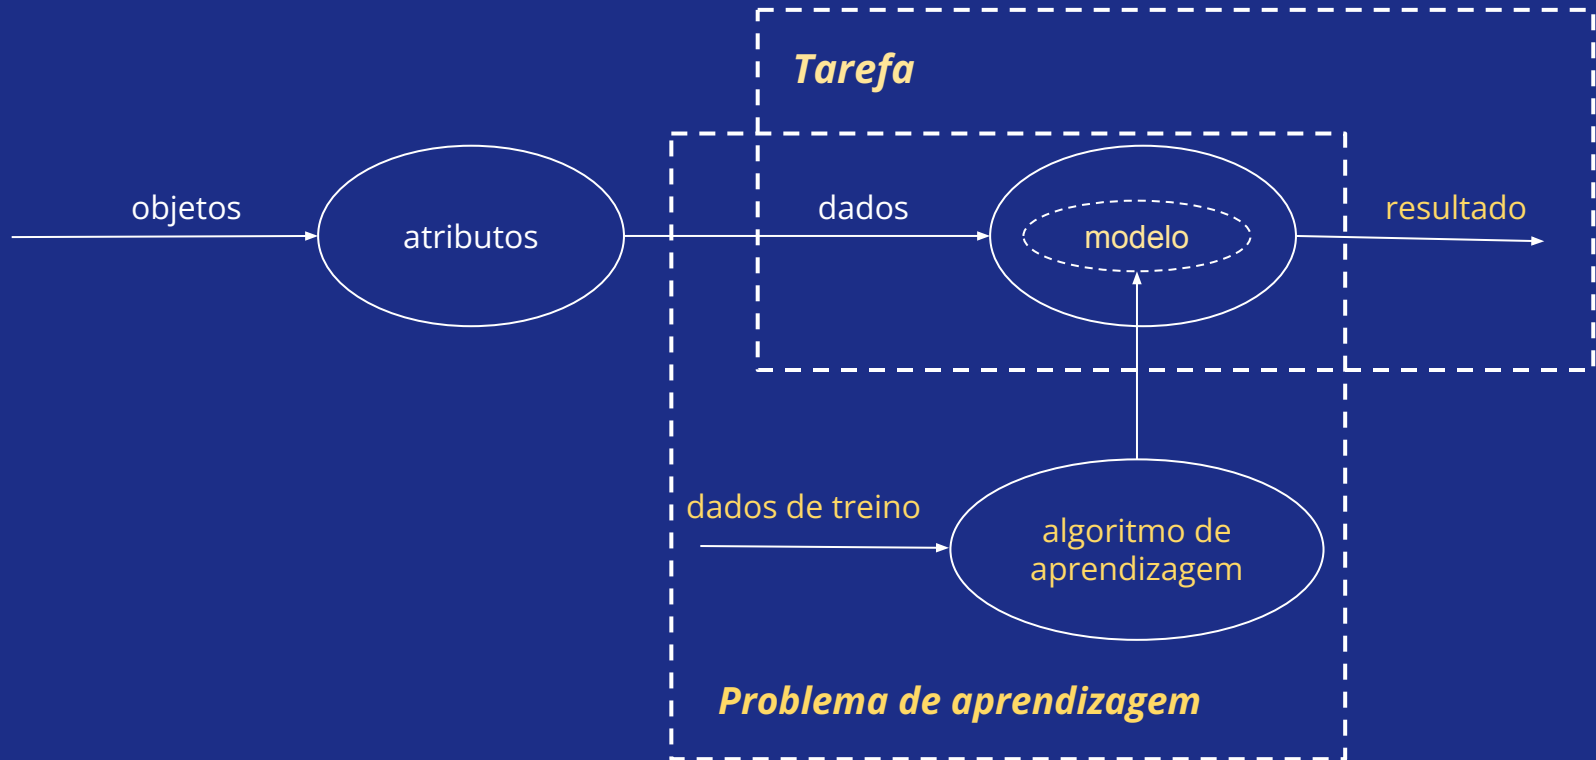 Tarefa
objetos
atributos
dados
modelo
resultado
dados de treino
algoritmo de
aprendizagem
Problema de aprendizagem